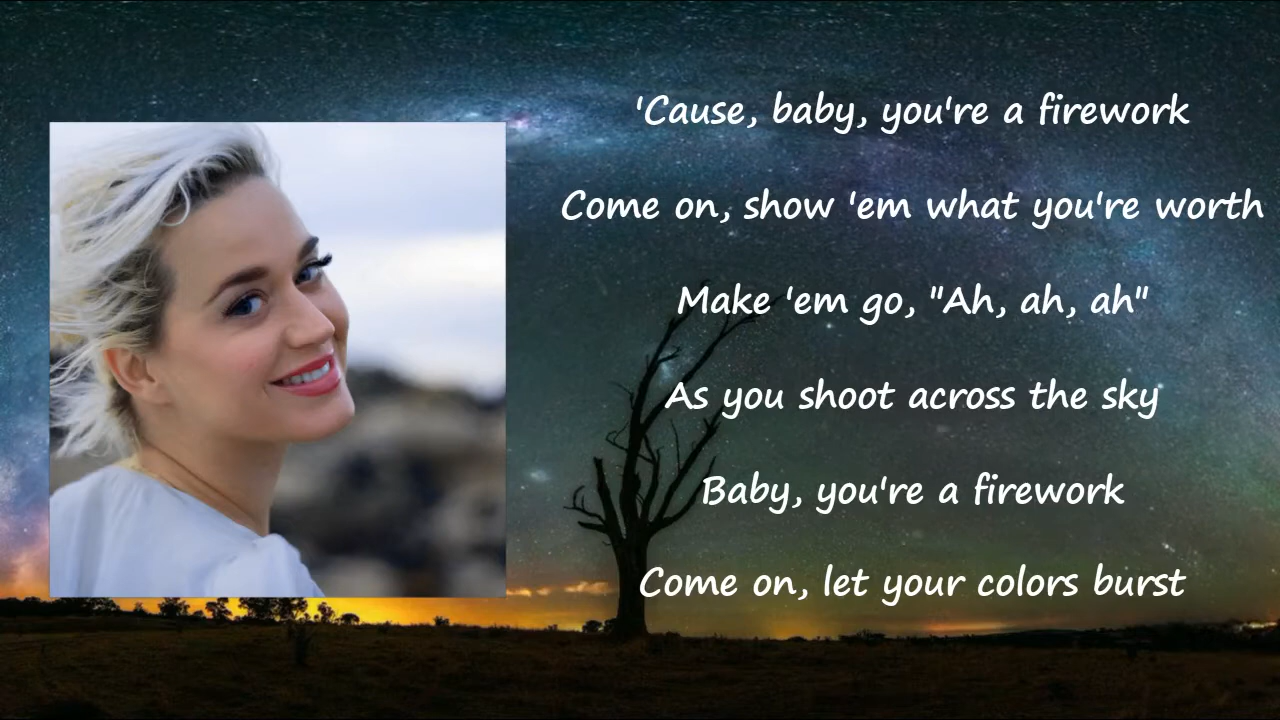 'Cause, baby, you're a firework
Come on, show 'em what you're worth
Make 'em go, "Ah, ah, ah"
As you shoot across the sky
Baby, you're a firework
Come on, let your colors burst